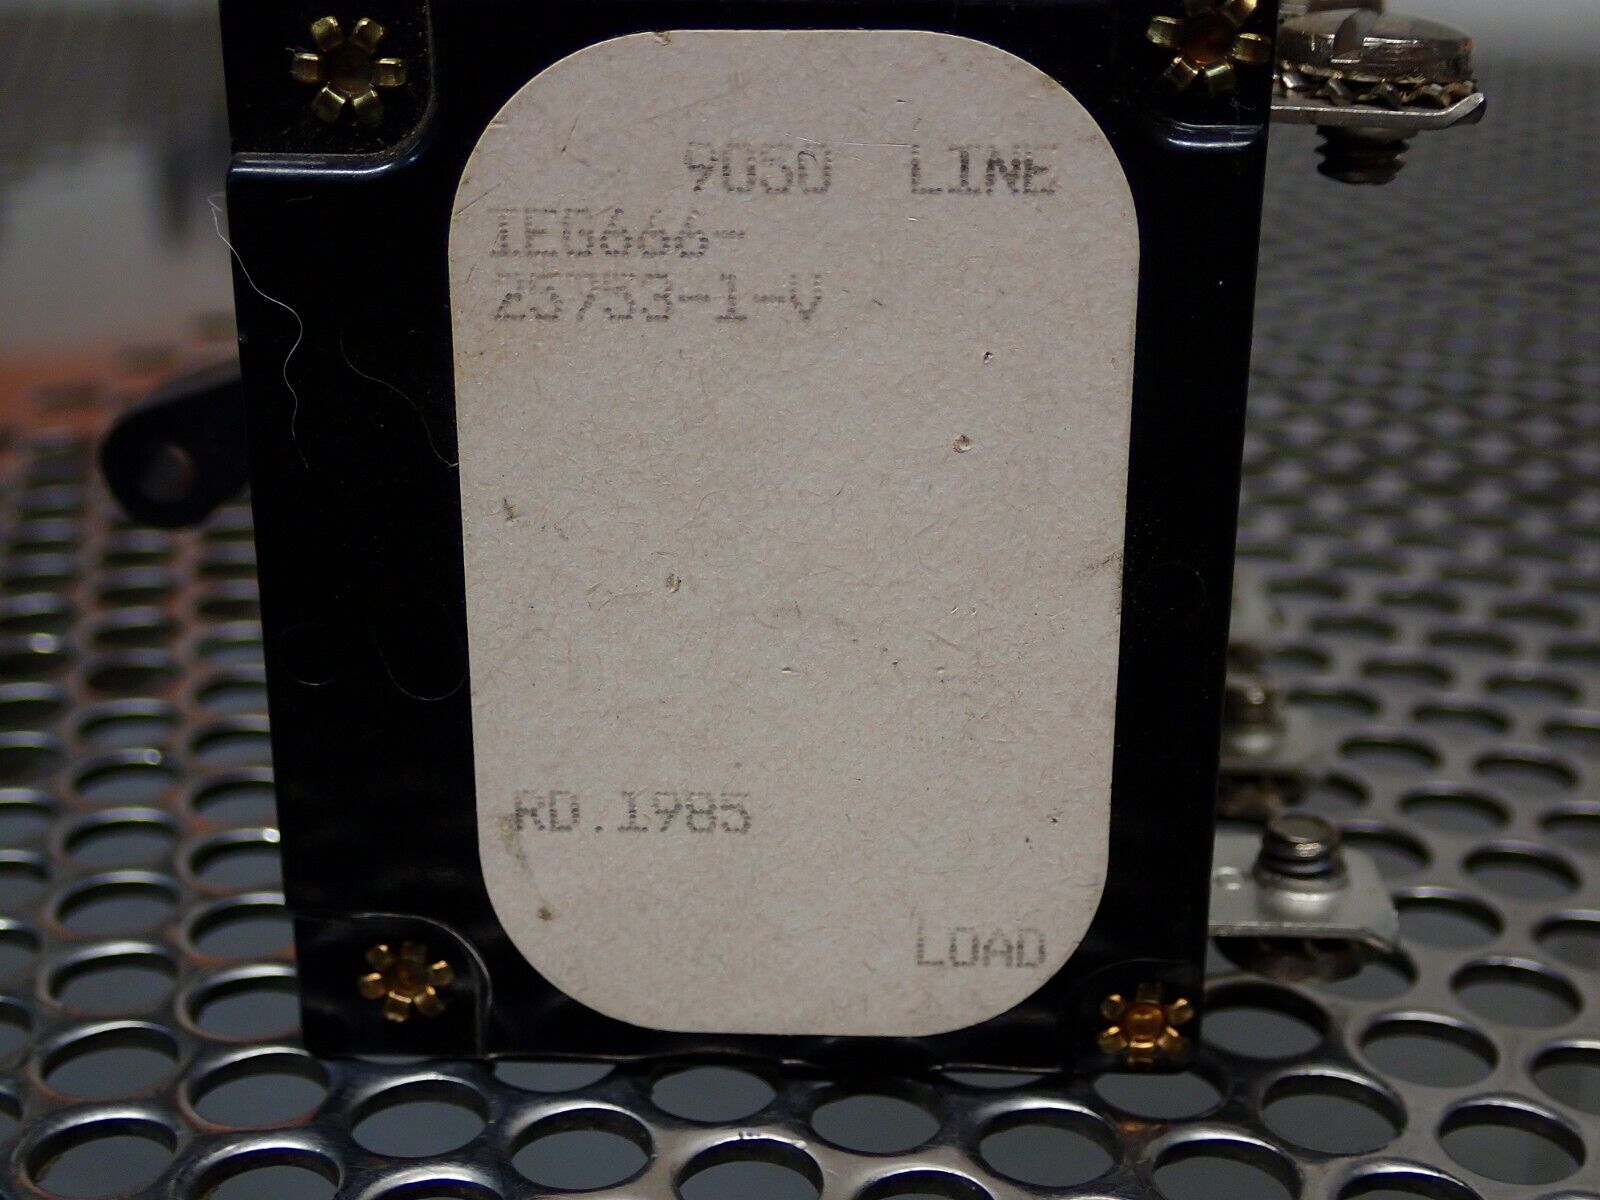 9050 LINE
IEG666-
25753-1-V
RD.1985
LOAD